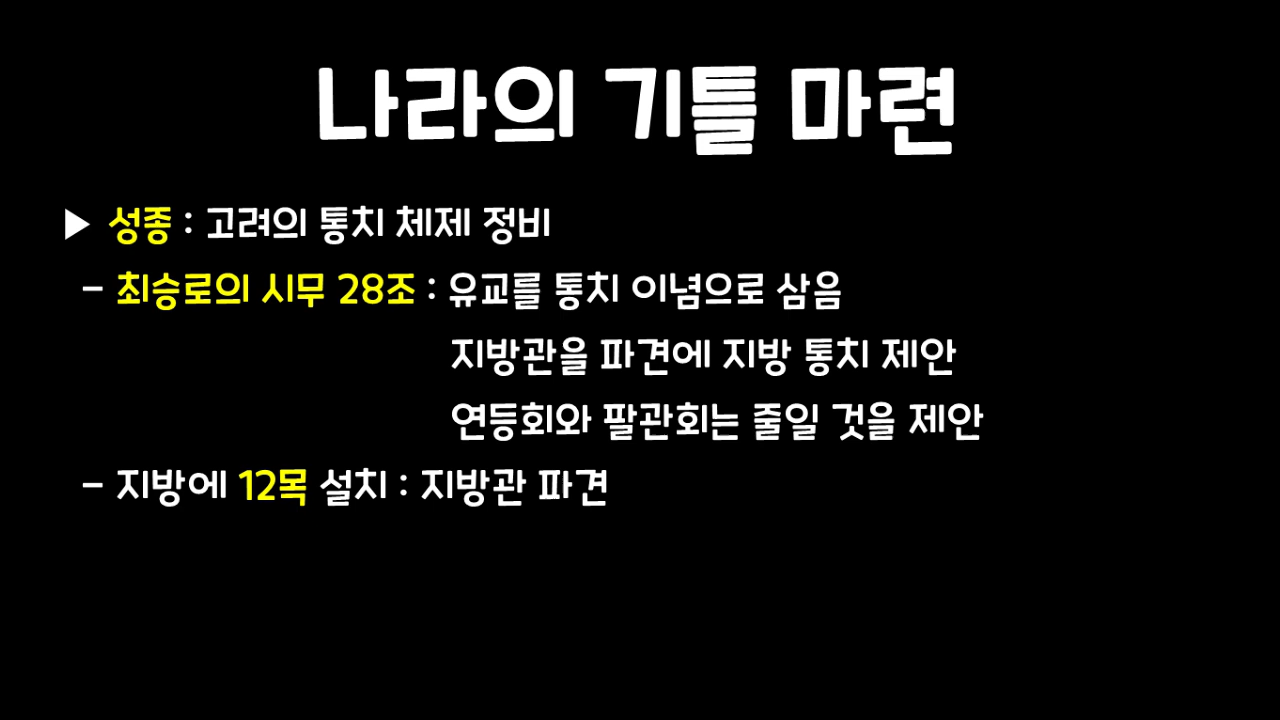 나라의 기틀 마련
▶ 성종 : 고려의 통치 체제 정비
- 최승로의 시무 28조 : 유교를 통치 이념으로 삼음
지방관을 파견에 지방 통치 제안
연등회와 팔관회는 줄일 것을 제안
- 지방에 12목 설치 : 지방관 파견